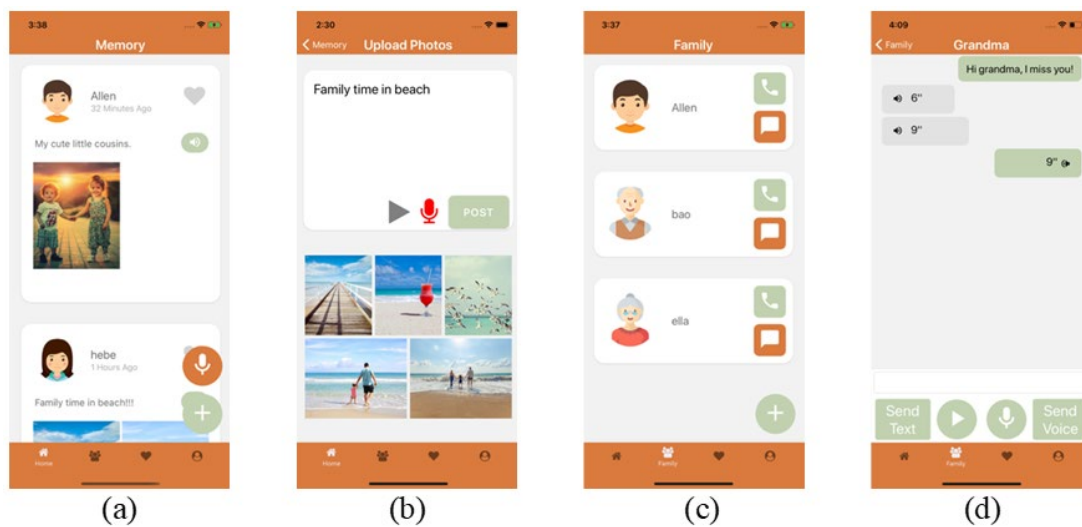 3:38
Memory
Allen
32 Minutes Ago
My cute little cousins.
hebe
1 Hours Ago
Family time in beach!!!
Home
(a)
2:30
Memory
Upload Photos
Family time in beach
POST
Home
(b)
3:37
Family
Allen
bao
ella
Family
(c)
4:09
Family
Grandma
Hi grandma, I miss you!
6"
9"
9"
Send
Text
Send
Voice
Family
(d)